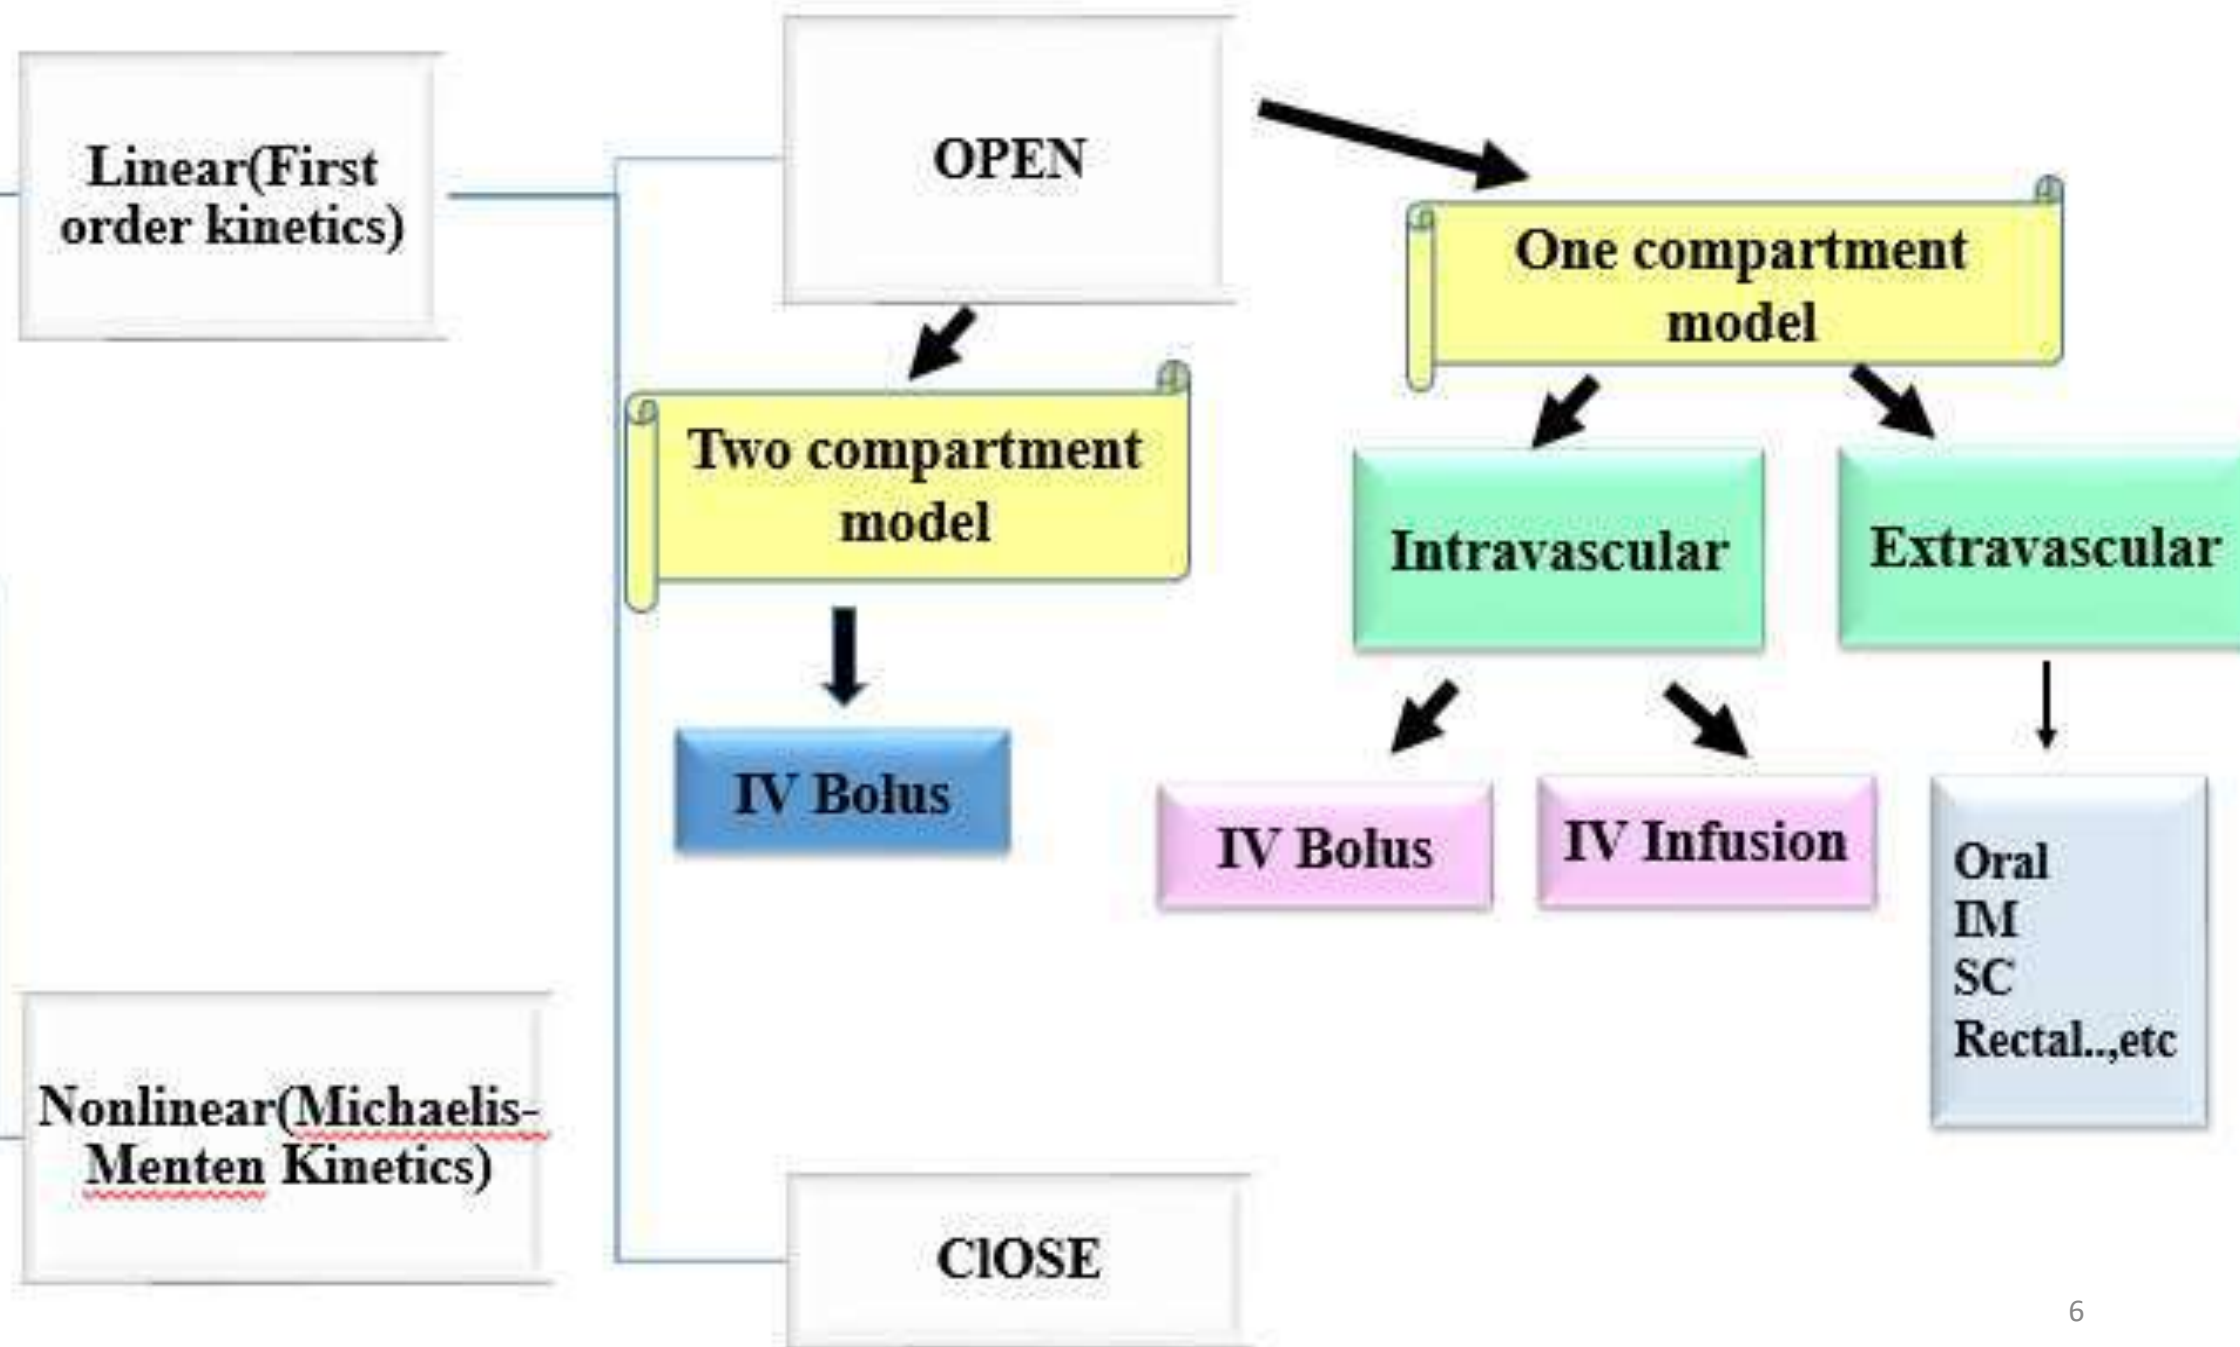 Linear(First
order kinetics)
OPEN
One compartment
model
Two compartment
model
Intravascular
Extravascular
IV Bolus
IV Bolus
IV Infusion
Oral
IM
SC
Rectal..,etc
Nonlinear(Michaelis-
Menten Kinetics)
ClOSE
6